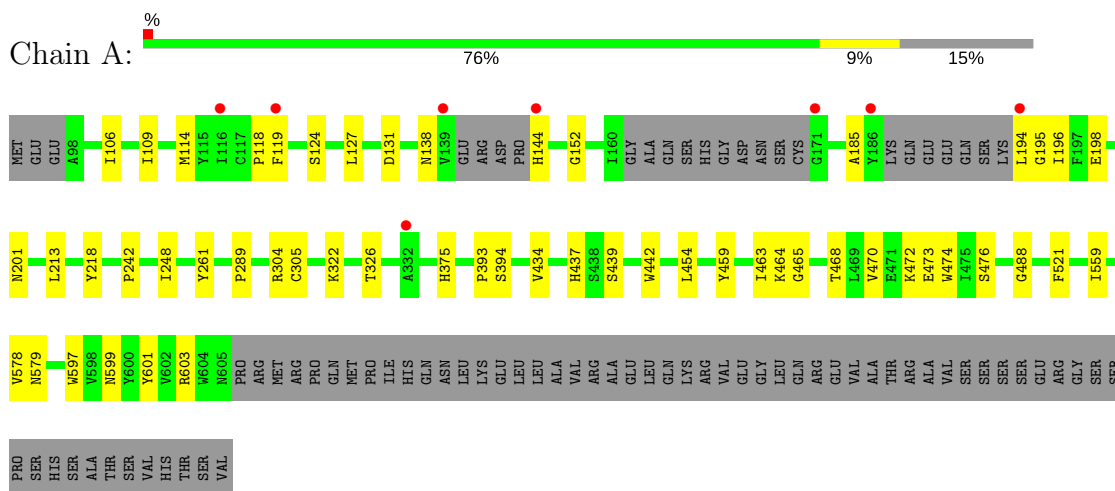 %
Chain A:
76% 9% 15%
MET GLU GLU A98 I106 I109 M114 Y115 I116 C117 P118 F119 S124 L127 D131 N138 V139 GLU ARG ASP PRO H144 G152 I160 GLY ALA GLN SER HIS GLY ASP ASN SER CYS G171 A185 Y186 LYS GLN GLU GLU GLN SER LYS L194 G195 I196 F197 E198
N201 L213 Y218 P242 I248 Y261 P289 R304 C305 K322 T326 A332 H375 P393 S394 V434 H437 S438 S439 W442 L454 Y459 I463 K464 G465 T468 L469 V470 E471 K472 E473 W474 I475 S476 G488 F521 I559
V578 N579 W597 V598 N599 Y600 Y601 V602 R603 W604 N605 PRO ARG MET ARG PRO GLN MET PRO ILE HIS GLN ASN LEU LYS GLU LEU LEU ALA VAL ARG ALA GLU LEU GLN LYS ARG VAL GLU GLY LEU GLN ARG GLU VAL ALA THR ARG ALA VAL SER SER SER SER GLU ARG GLY SER SER
PRO SER HIS SER ALA THR SER VAL HIS THR SER VAL